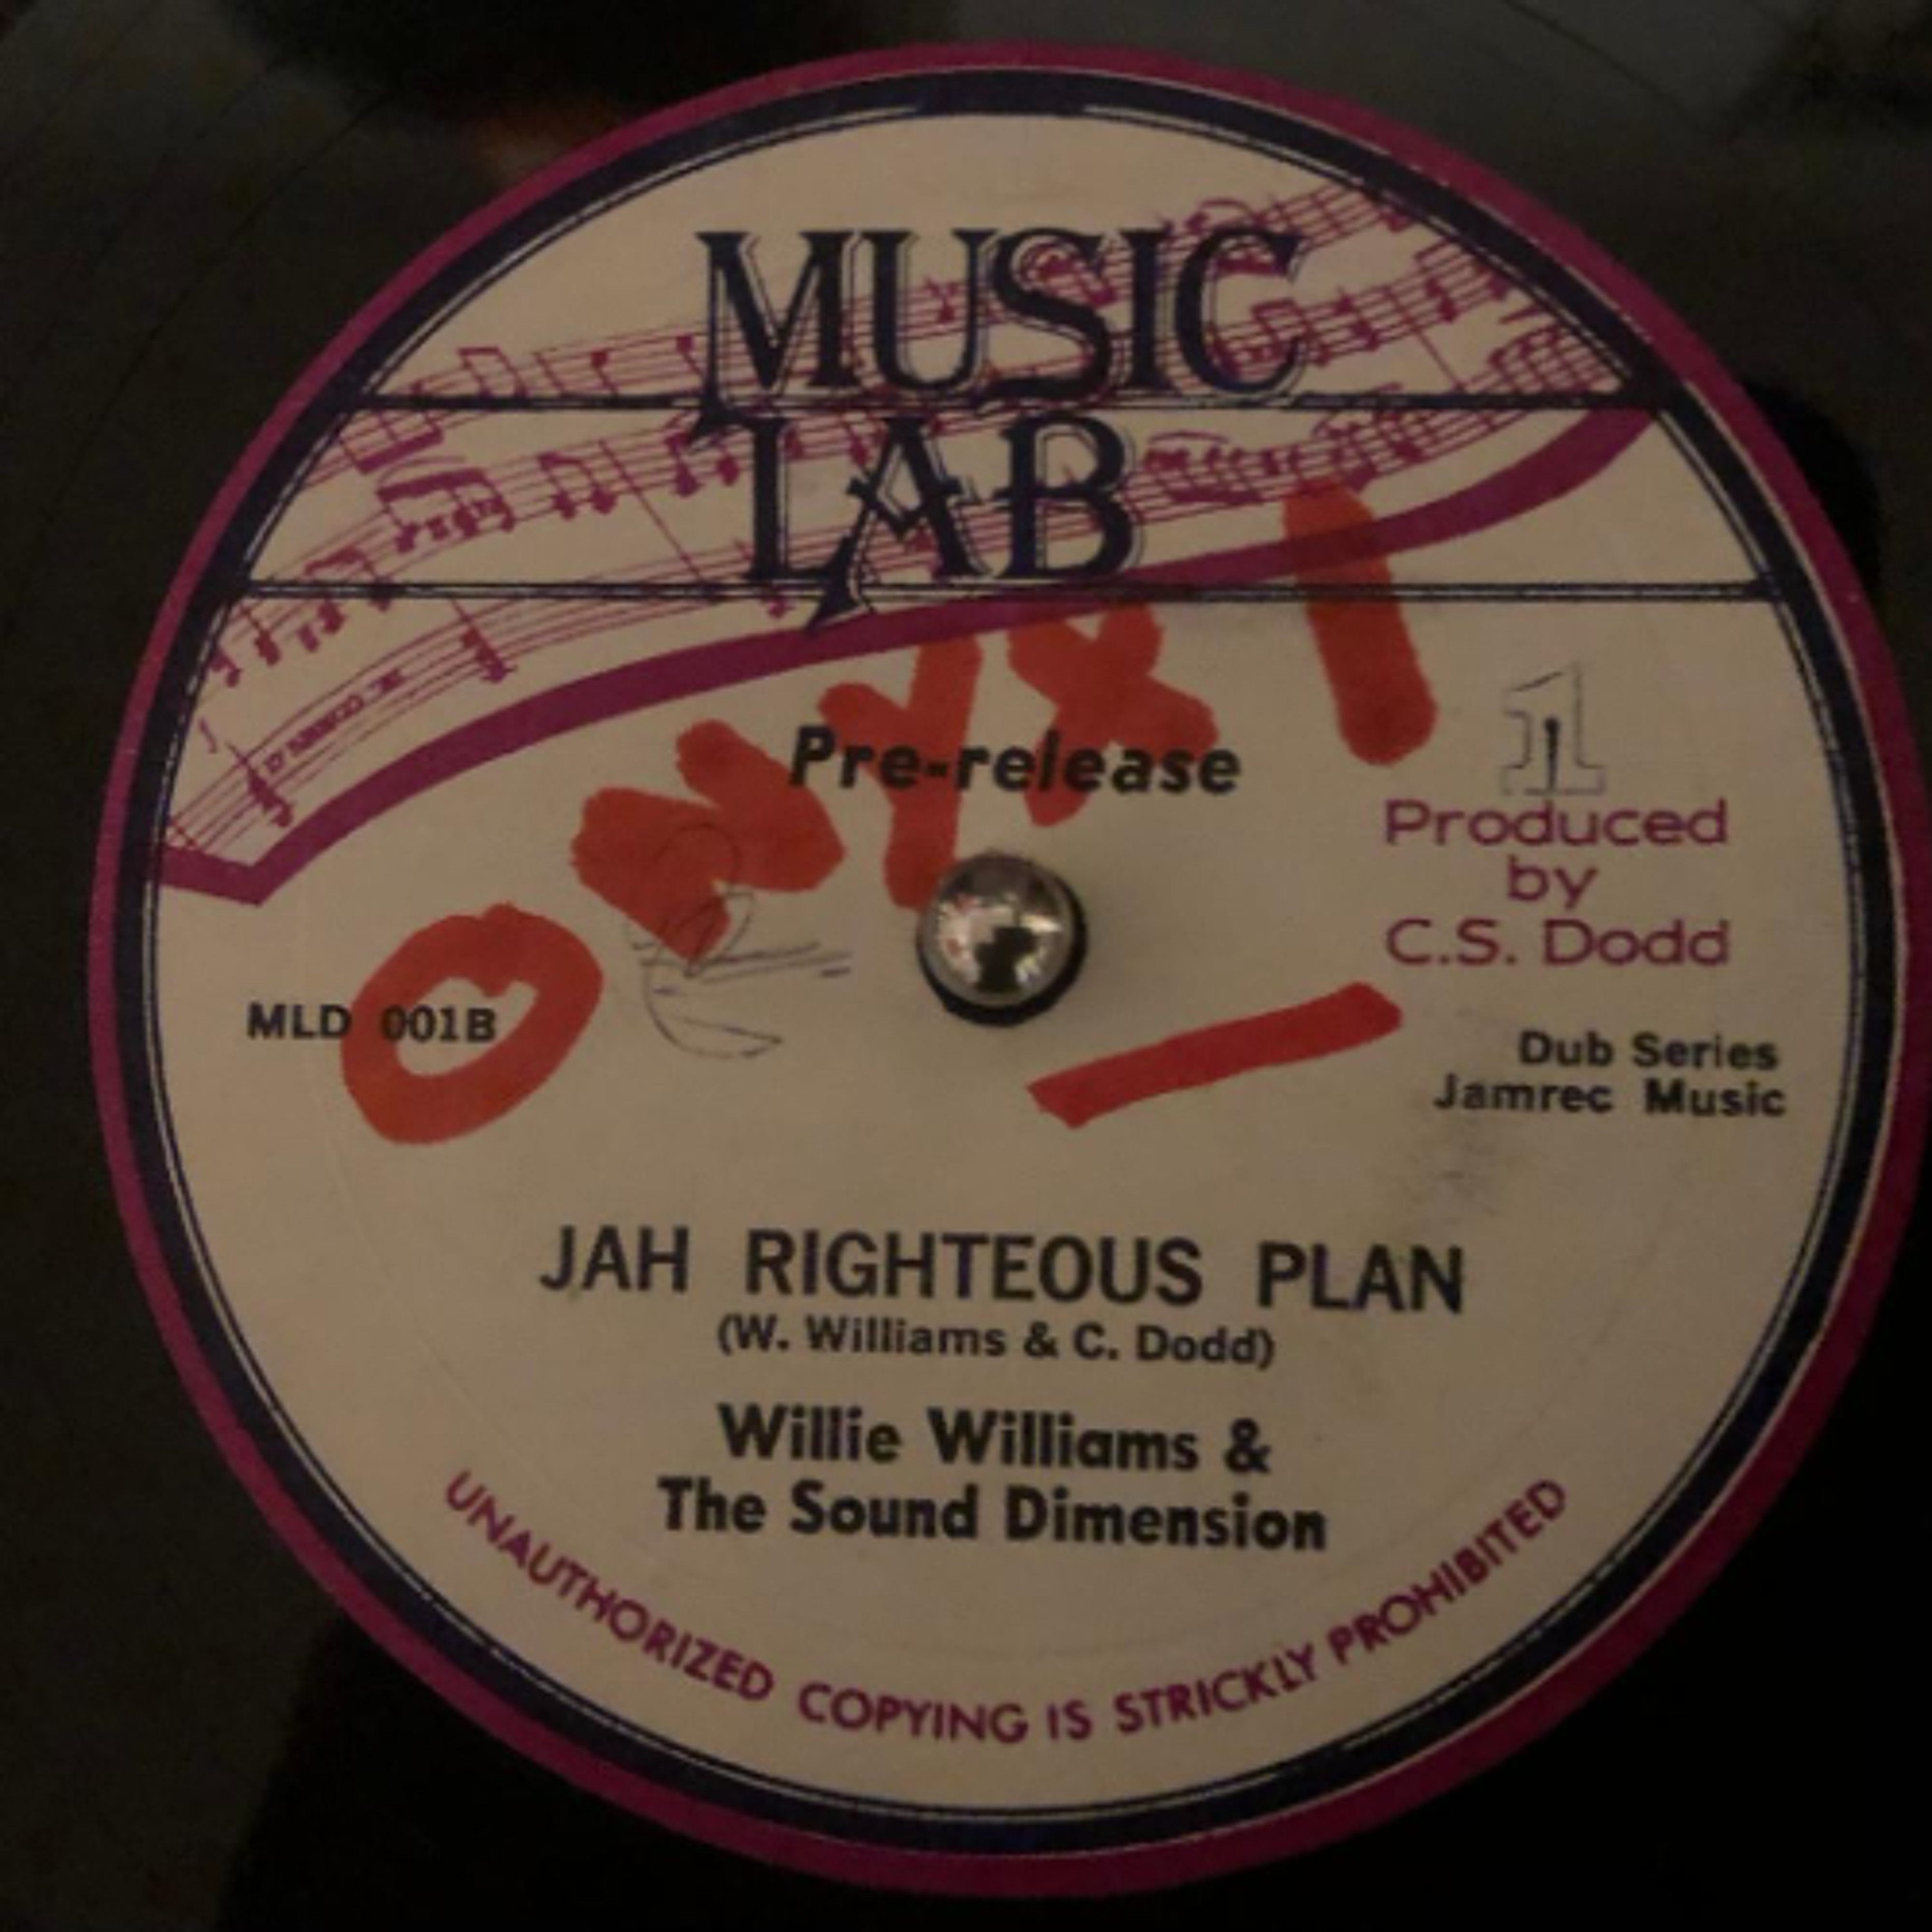 MUSIC
LAB
ONYX 1
Pre-release
1
Produced
by
C.S. Dodd
MLD 001B
Dub Series
Jamrec Music
JAH RIGHTEOUS PLAN
(W. Williams & C. Dodd)
Willie Williams &
The Sound Dimension
UNAUTHORIZED COPYING IS STRICKLY PROHIBITED